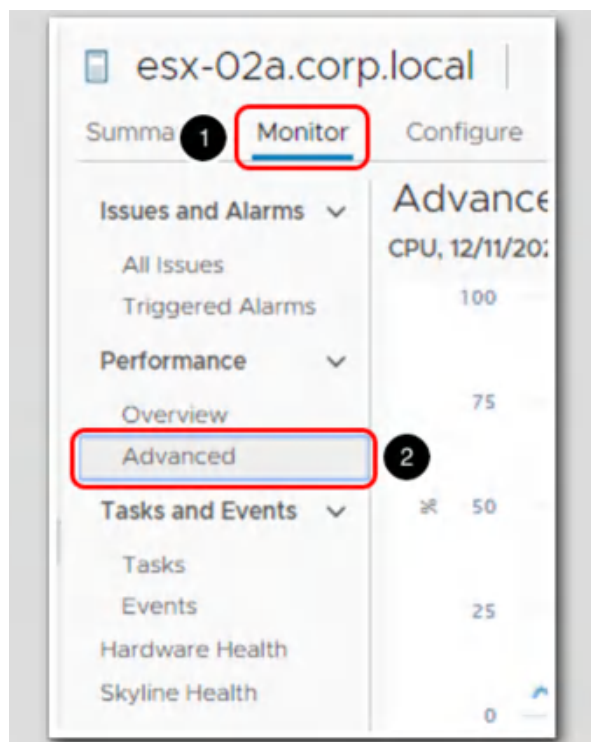 esx-02a.corp.local
Summa 1 Monitor Configure
Issues and Alarms
All Issues
Triggered Alarms
Performance
Overview
Advanced 2
Tasks and Events
Tasks
Events
Hardware Health
Skyline Health
Advance
CPU, 12/11/202
100
75
% 50
25
0